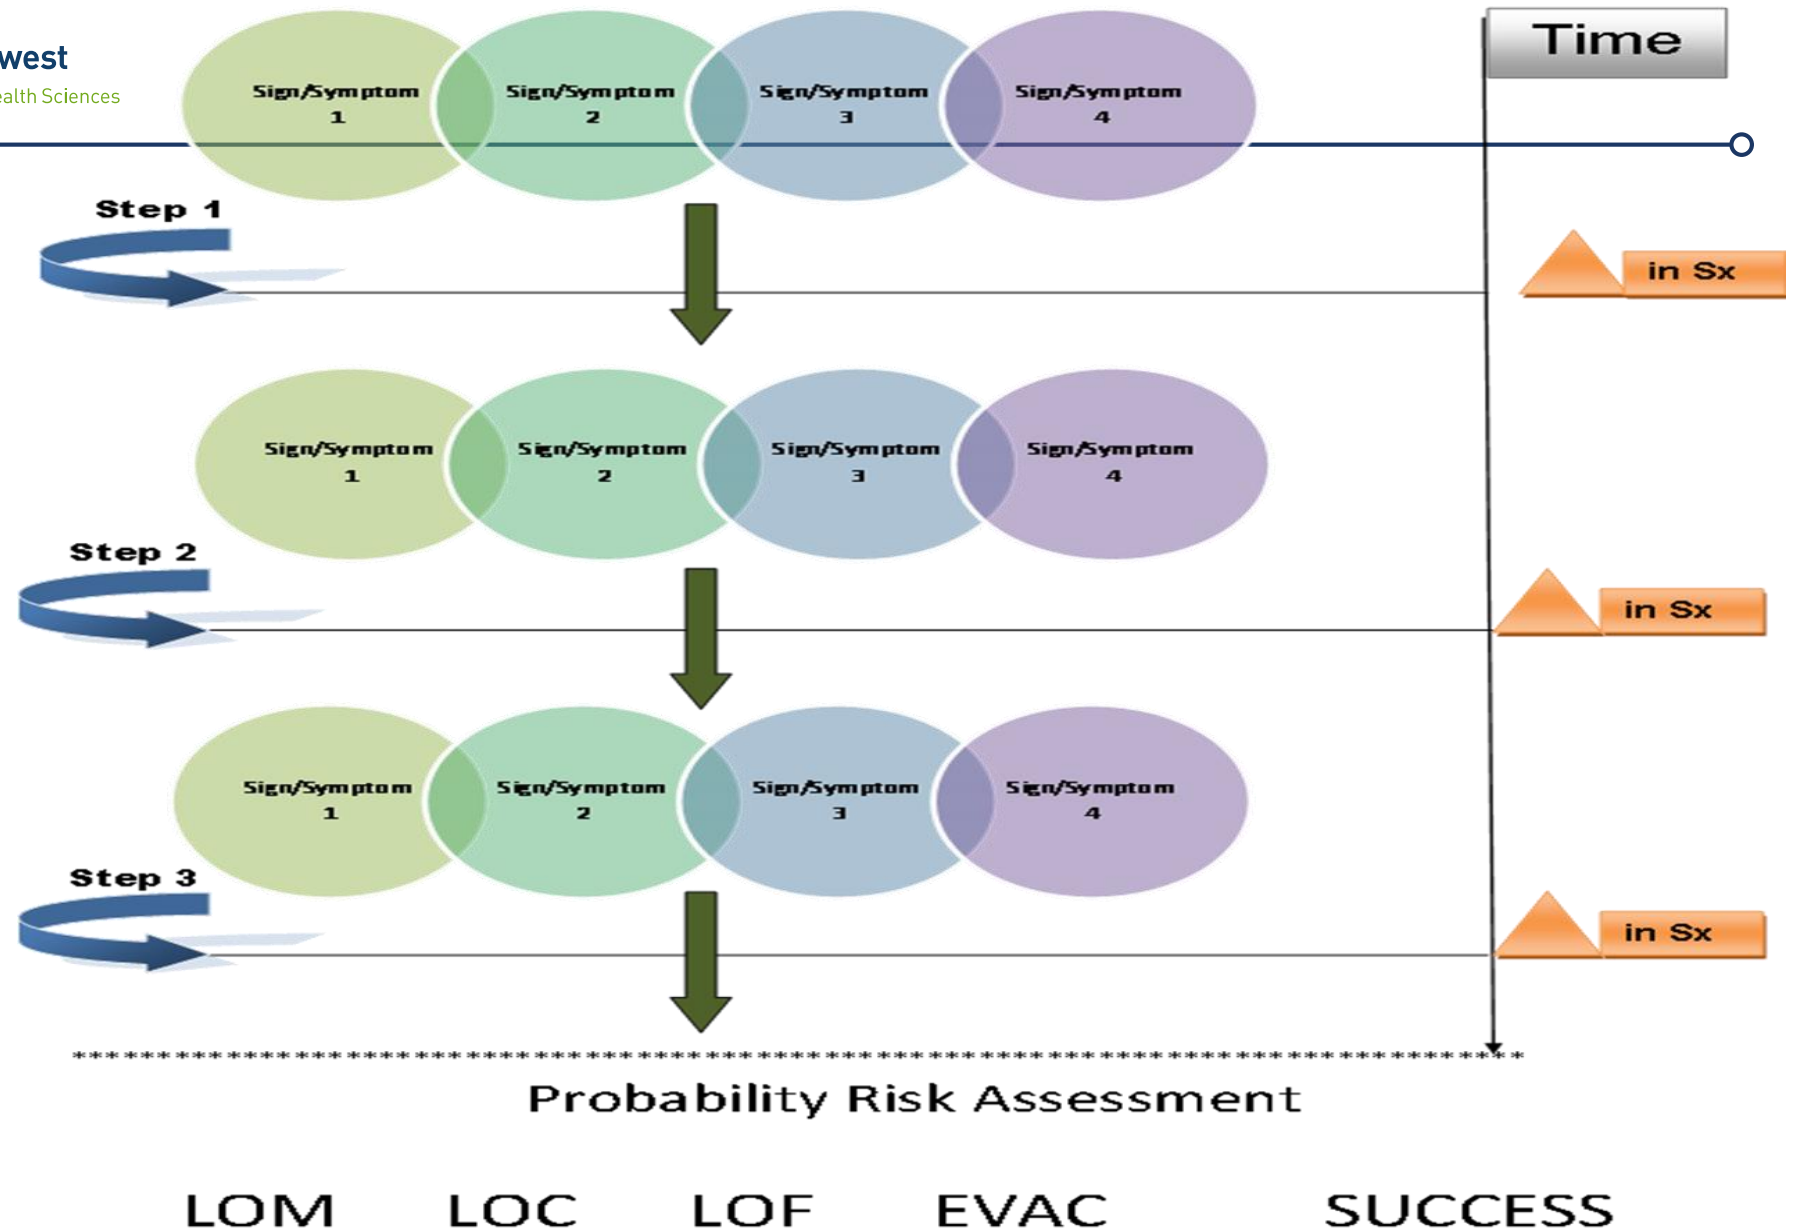 west
ealth Sciences
Time
Sign/Symptom
1
Sign/Symptom
2
Sign/Symptom
3
Sign/Symptom
4
Step 1
in Sx
Sign/Symptom
1
Sign/Symptom
2
Sign/Symptom
3
Sign/Symptom
4
Step 2
in Sx
Sign/Symptom
1
Sign/Symptom
2
Sign/Symptom
3
Sign/Symptom
4
Step 3
in Sx
Probability Risk Assessment
LOM LOC LOF EVAC SUCCESS